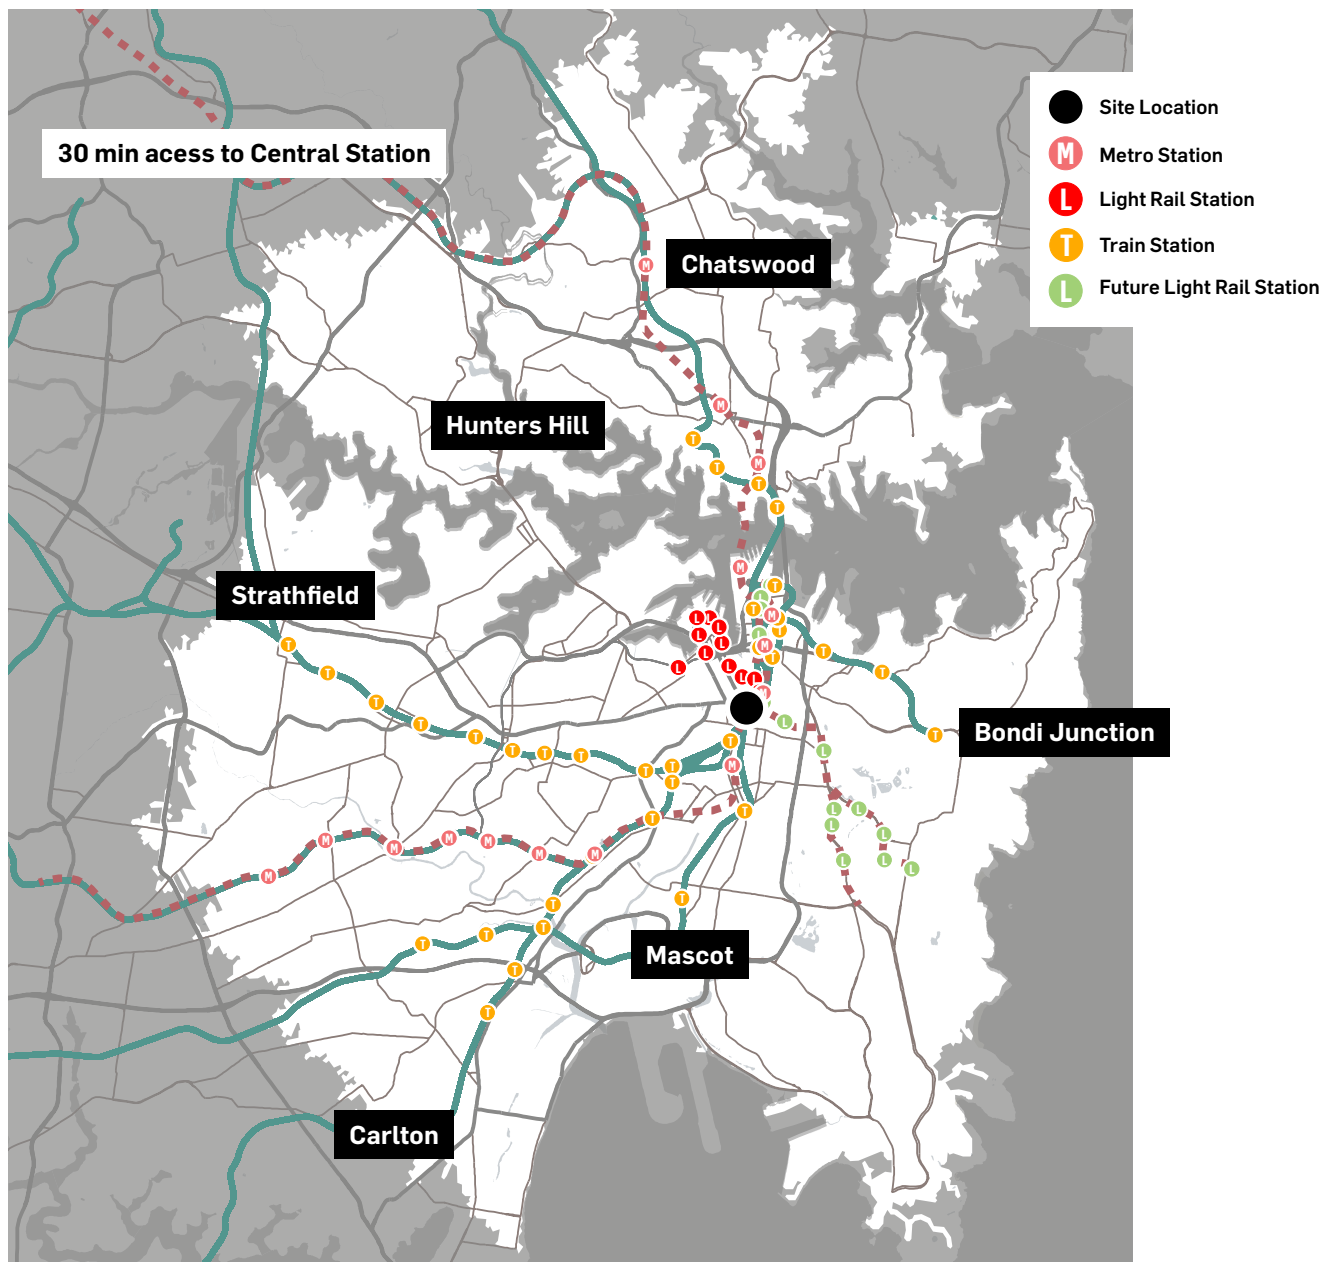 30 min acess to Central Station
Site Location
M Metro Station
L Light Rail Station
T Train Station
L Future Light Rail Station
Chatswood
Hunters Hill
Strathfield
Bondi Junction
Mascot
Carlton